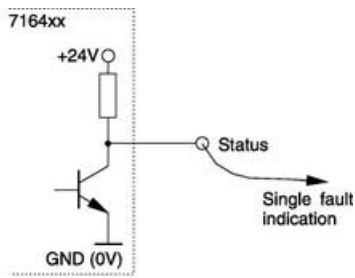 7164xx
+24V
Status
Single fault
indication
GND (0V)